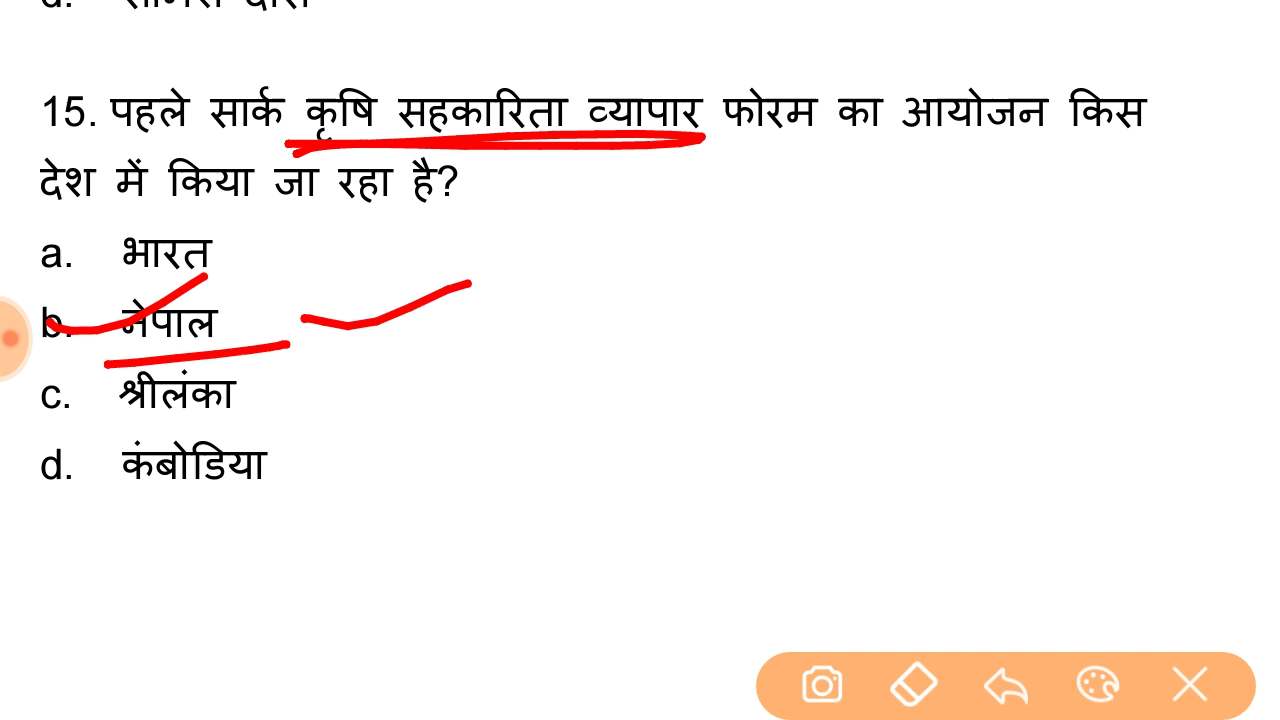 15. पहले सार्क कृषि सहकारिता व्यापार फोरम का आयोजन किस
देश में किया जा रहा है?
a. भारत
b. नेपाल
c. श्रीलंका
d. कंबोडिया